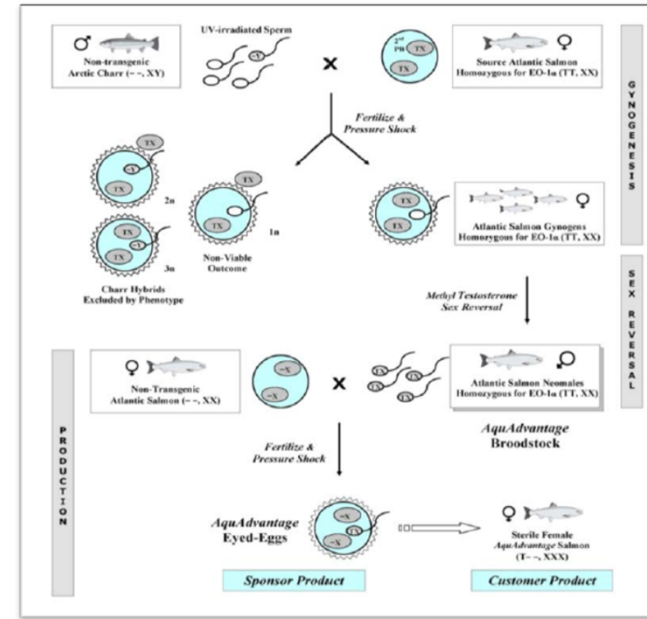 UV-irradiated Sperm
♂
Non-transgenic
Arctic Charr (– –, XY)
–Y
X
2nd
PB
TX
TX
♀
Source Atlantic Salmon
Homozygous for EO-1α (TT, XX)
GYNOGENESIS
Fertilize &
Pressure Shock
TX
–Y
TX
2n
TX
TX
1n
TX
–Y
TX
3n
Non-Viable
Outcome
Charr Hybrids
Excluded by Phenotype
TX
TX
♀
Atlantic Salmon Gynogens
Homozygous for EO-1α (TT, XX)
Methyl Testosterone
Sex Reversal
SEX REVERSAL
PRODUCTION
♀
Non-Transgenic
Atlantic Salmon (– –, XX)
–X
–X
X
TX
TX
TX
TX
Atlantic Salmon Neomales
Homozygous for EO-1α (TT, XX)
AquAdvantage
Broodstock
Fertilize &
Pressure Shock
AquAdvantage
Eyed-Eggs
–X
TX
–X
♀
Sterile Female
AquAdvantage Salmon
(T– –, XXX)
Sponsor Product
Customer Product